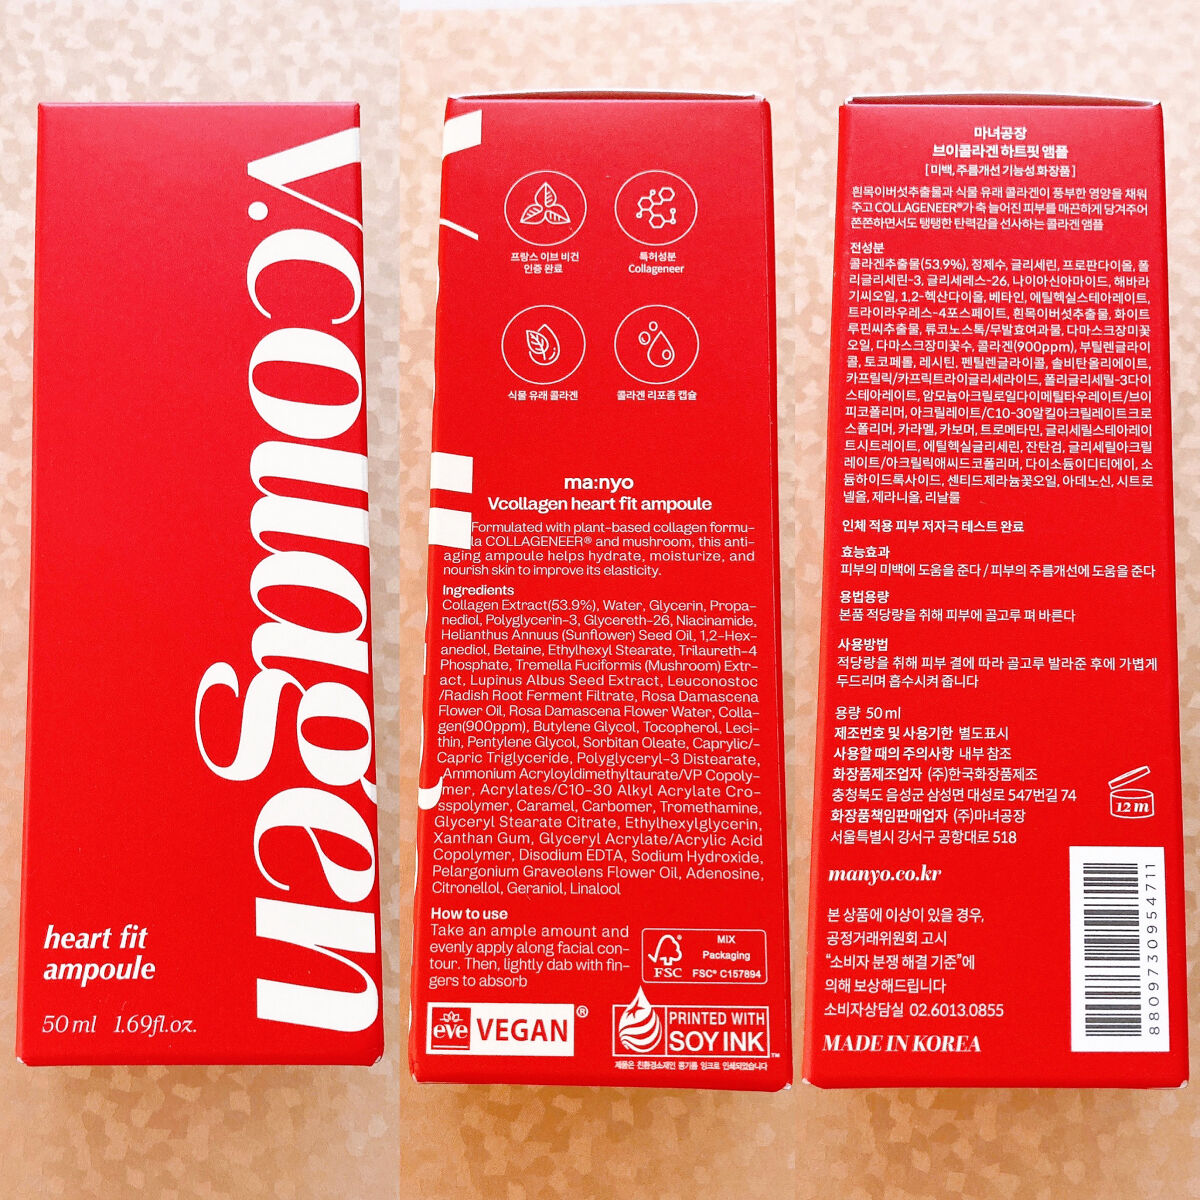 v.collagen
heart fit
ampoule
50 ml 1.69fl.oz.
프랑스 이브 비건
인증 완료
특허성분
Collageneer
식물 유래 콜라겐
콜라겐 리포좀 캡슐
ma:nyo
Vcollagen heart fit ampoule
Formulated with plant-based collagen formu-
la COLLAGENEER® and mushroom, this anti-
aging ampoule helps hydrate, moisturize, and
nourish skin to improve its elasticity.
Ingredients
Collagen Extract(53.9%), Water, Glycerin, Propa-
nediol, Polyglycerin-3, Glycereth-26, Niacinamide,
Helianthus Annuus (Sunflower) Seed Oil, 1,2-Hex-
anediol, Betaine, Ethylhexyl Stearate, Trilaureth-4
Phosphate, Tremella Fuciformis (Mushroom) Extr-
act, Lupinus Albus Seed Extract, Leuconostoc
/Radish Root Ferment Filtrate, Rosa Damascena
Flower Oil, Rosa Damascena Flower Water, Colla-
gen(900ppm), Butylene Glycol, Tocopherol, Leci-
thin, Pentylene Glycol, Sorbitan Oleate, Caprylic/-
Capric Triglyceride, Polyglyceryl-3 Distearate,
Ammonium Acryloyldimethyltaurate/VP Copoly-
mer, Acrylates/C10-30 Alkyl Acrylate Cro-
sspolymer, Caramel, Carbomer, Tromethamine,
Glyceryl Stearate Citrate, Ethylhexylglycerin,
Xanthan Gum, Glyceryl Acrylate/Acrylic Acid
Copolymer, Disodium EDTA, Sodium Hydroxide,
Pelargonium Graveolens Flower Oil, Adenosine,
Citronellol, Geraniol, Linalool
How to use
Take an ample amount and
evenly apply along facial con-
tour. Then, lightly dab with fin-
gers to absorb
FSC
MIX
Packaging
FSC® C157894
eve VEGAN®
PRINTED WITH
SOY INK™
제품은 친환경소재인 콩기름 잉크로 인쇄되었습니다
마녀공장
브이콜라겐 하트핏 앰플
[ 미백, 주름개선 기능성 화장품 ]
흰목이버섯추출물과 식물 유래 콜라겐이 풍부한 영양을 채워
주고 COLLAGENEER®가 축 늘어진 피부를 매끈하게 당겨주어
쫀쫀하면서도 탱탱한 탄력감을 선사하는 콜라겐 앰플
전성분
콜라겐추출물(53.9%), 정제수, 글리세린, 프로판다이올, 폴
리글리세린-3, 글리세레스-26, 나이아신아마이드, 해바라
기씨오일, 1,2-헥산다이올, 베타인, 에틸헥실스테아레이트,
트라이라우레스-4포스페이트, 흰목이버섯추출물, 화이트
루핀씨추출물, 류코노스톡/무발효여과물, 다마스크장미꽃
오일, 다마스크장미꽃수, 콜라겐(900ppm), 부틸렌글라이
콜, 토코페롤, 레시틴, 펜틸렌글라이콜, 솔비탄올리에이트,
카프릴릭/카프릭트라이글리세라이드, 폴리글리세릴-3다이
스테아레이트, 암모늄아크릴로일다이메틸타우레이트/브이
피코폴리머, 아크릴레이트/C10-30알킬아크릴레이트크로
스폴리머, 카라멜, 카보머, 트로메타민, 글리세릴스테아레이
트시트레이트, 에틸헥실글리세린, 잔탄검, 글리세릴아크릴
레이트/아크릴릭애씨드코폴리머, 다이소듐이디티에이, 소
듐하이드록사이드, 센티드제라늄꽃오일, 아데노신, 시트로
넬올, 제라니올, 리날룰
인체 적용 피부 저자극 테스트 완료
효능효과
피부의 미백에 도움을 준다 / 피부의 주름개선에 도움을 준다
용법용량
본품 적당량을 취해 피부에 골고루 펴 바른다
사용방법
적당량을 취해 피부 결에 따라 골고루 발라준 후에 가볍게
두드리며 흡수시켜 줍니다
용량 50 ml
제조번호 및 사용기한 별도표시
사용할 때의 주의사항 내부 참조
화장품제조업자 (주)한국화장품제조
충청북도 음성군 삼성면 대성로 547번길 74
화장품책임판매업자 (주)마녀공장
서울특별시 강서구 공항대로 518
12 m
manyo.co.kr
본 상품에 이상이 있을 경우,
공정거래위원회 고시
"소비자 분쟁 해결 기준"에
의해 보상해드립니다
소비자상담실 02.6013.0855
MADE IN KOREA
8809730954711